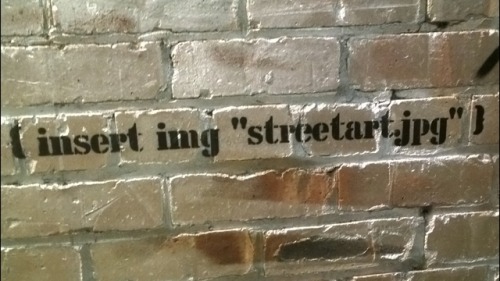 { insert img "streetart.jpg" }